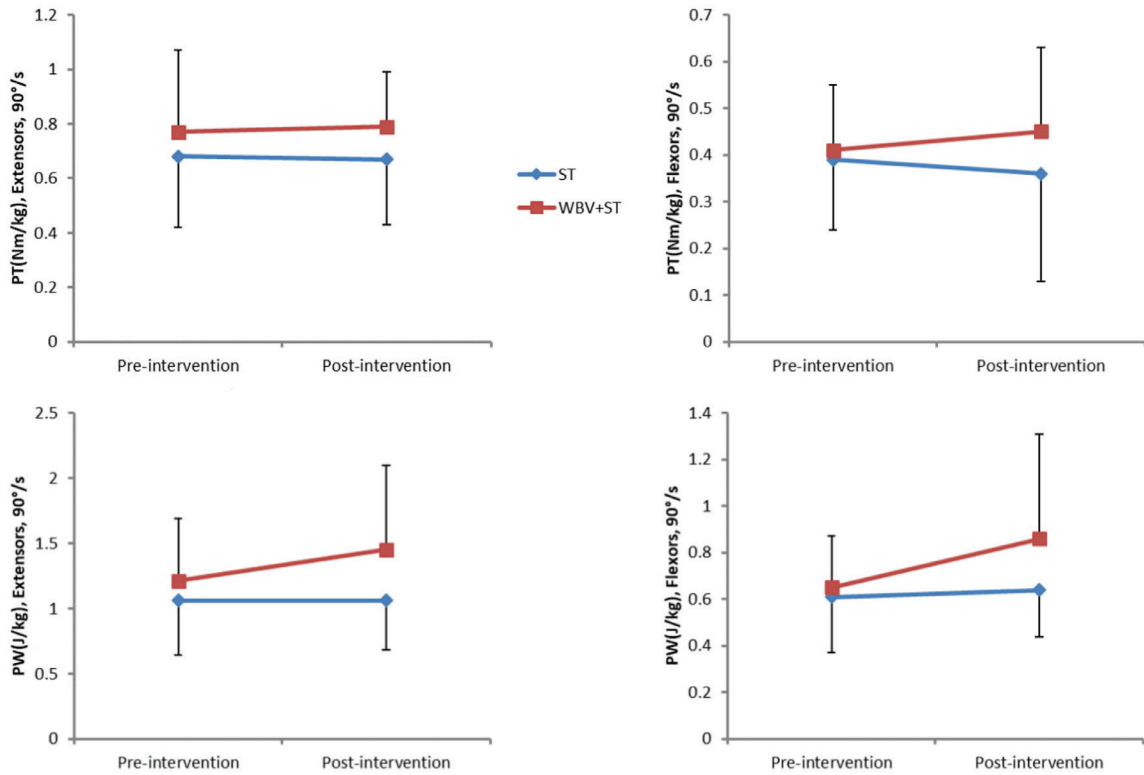 PT(Nm/kg), Extensors, 90°/s
1.2
1
0.8
0.6
0.4
0.2
0
Pre-intervention Post-intervention
ST
WBV+ST
PT(Nm/kg), Flexors, 90°/s
0.7
0.6
0.5
0.4
0.3
0.2
0.1
0
Pre-intervention Post-intervention
PW(J/kg), Extensors, 90°/s
2.5
2
1.5
1
0.5
0
Pre-intervention Post-intervention
PW(J/kg), Flexors, 90°/s
1.4
1.2
1
0.8
0.6
0.4
0.2
0
Pre-intervention Post-intervention